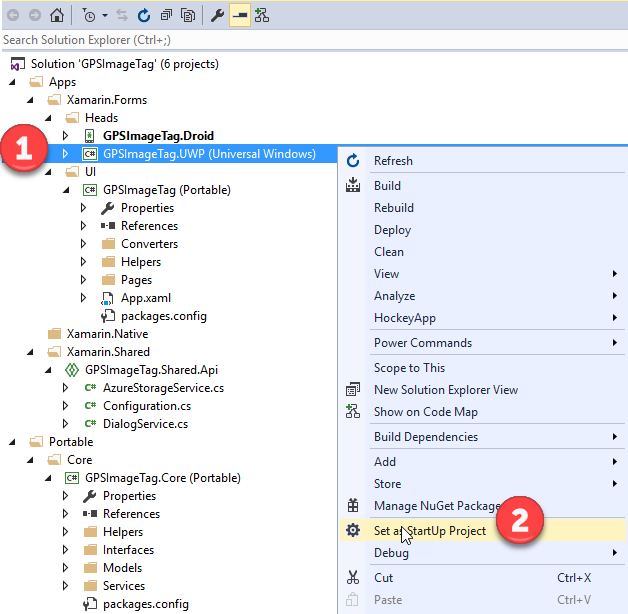 Search Solution Explorer (Ctrl+;)
Solution 'GPSImageTag' (6 projects)
Apps
Xamarin.Forms
Heads
GPSImageTag.Droid
1
C# GPSImageTag.UWP (Universal Windows)
UI
C# GPSImageTag (Portable)
Properties
References
Converters
Helpers
Pages
App.xaml
packages.config
Xamarin.Native
Xamarin.Shared
GPSImageTag.Shared.Api
C# AzureStorageService.cs
C# Configuration.cs
C# DialogService.cs
Portable
Core
C# GPSImageTag.Core (Portable)
Properties
References
Helpers
Interfaces
Models
Services
packages.config
Refresh
Build
Rebuild
Deploy
Clean
View
Analyze
HockeyApp
Power Commands
Scope to This
New Solution Explorer View
Show on Code Map
Build Dependencies
Add
Store
Manage NuGet Package
2
Set as StartUp Project
Debug
Cut Ctrl+X
Paste Ctrl+V